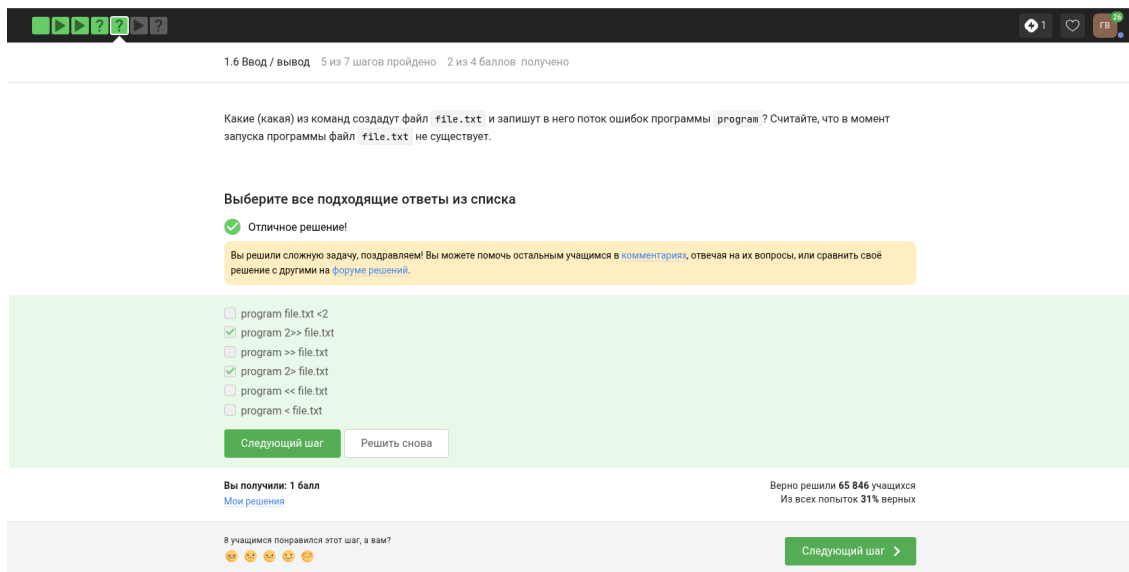 ? ? ?
1
ГВ
26
1.6 Ввод / вывод 5 из 7 шагов пройдено 2 из 4 баллов получено
Какие (какая) из команд создадут файл file.txt и запишут в него поток ошибок программы program ? Считайте, что в момент
запуска программы файл file.txt не существует.
Выберите все подходящие ответы из списка
Отличное решение!
Вы решили сложную задачу, поздравляем! Вы можете помочь остальным учащимся в комментариях, отвечая на их вопросы, или сравнить своё
решение с другими на форуме решений.
program file.txt <2
program 2>> file.txt
program >> file.txt
program 2> file.txt
program << file.txt
program < file.txt
Следующий шаг Решить снова
Вы получили: 1 балл
Мои решения
Верно решили 65 846 учащихся
Из всех попыток 31% верных
8 учащимся понравился этот шаг, а вам?
Следующий шаг